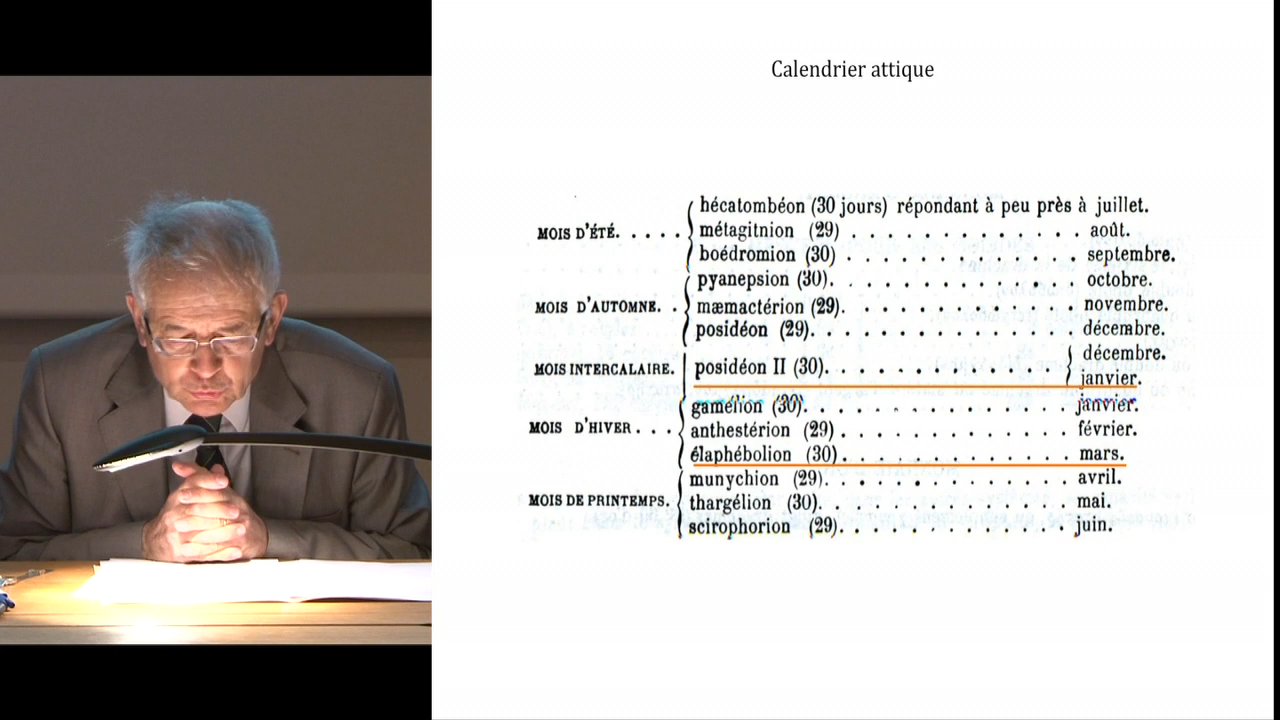 Calendrier attique
hécatombéon (30 jours) répondant à peu près à juillet.
MOIS D'ÉTÉ. . . . . métagitnion (29) . . . . . . . . . . . . . août.
boédromion (30) . . . . . . . . . . . . . septembre.
pyanepsion (30). . . . . . . . . . . . . . octobre.
MOIS D'AUTOMNE. . mæmactérion (29). . . . . . . . . . . . . novembre.
posidéon (29). . . . . . . . . . . . . . . décembre.
MOIS INTERCALAIRE. posidéon II (30). . . . . . . . . . . . . { décembre.
janvier.
gamélion (30). . . . . . . . . . . . . . . janvier.
MOIS D'HIVER . . . anthestérion (29) . . . . . . . . . . . . . février.
élaphébolion (30) . . . . . . . . . . . . . mars.
munychion (29). . . . . . . . . . . . . . avril.
MOIS DE PRINTEMPS. thargélion (30). . . . . . . . . . . . . . mai.
scirophorion (29). . . . . . . . . . . . . juin.